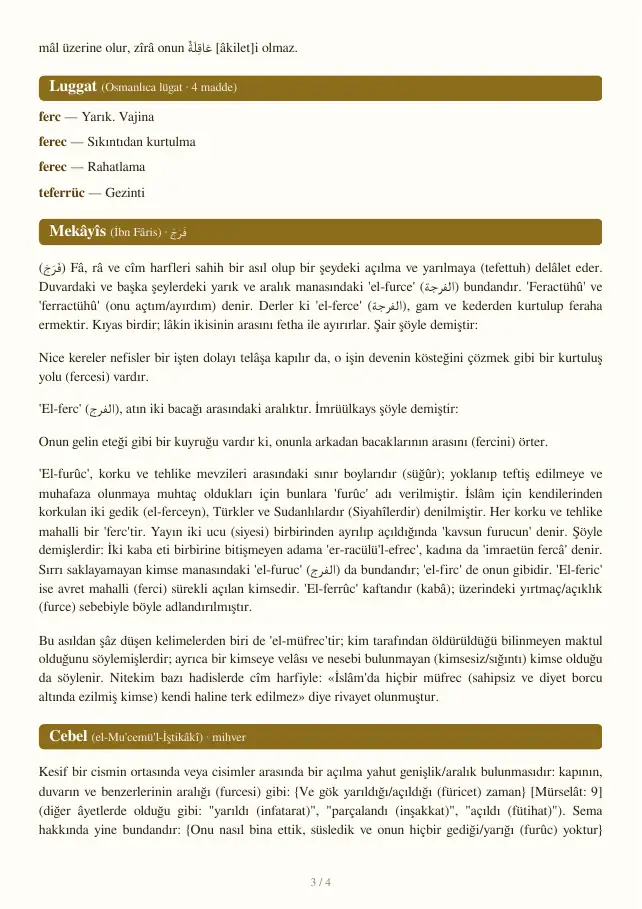 mâl üzerine olur, zîrâ onun عَاقِلَةٌ [âkilet]i olmaz.
Luggat (Osmanlıca lügat · 4 madde)
ferc — Yarık. Vajina
ferec — Sıkıntıdan kurtulma
ferec — Rahatlama
teferrüc — Gezinti
Mekâyîs (İbn Fâris) · فَرَجَ
(فَرَجَ) Fâ, râ ve cîm harfleri sahih bir asıl olup bir şeydeki açılma ve yarılmaya (tefettuh) delâlet eder.
Duvardaki ve başka şeylerdeki yarık ve aralık manasındaki 'el-furce' (الفرجة) bundandır. 'Feractühû' ve
'ferractühû' (onu açtım/ayırdım) denir. Derler ki 'el-ferce' (الفرجة), gam ve kederden kurtulup feraha
ermektir. Kıyas birdir; lâkin ikisinin arasını fetha ile ayırırlar. Şair şöyle demiştir:
Nice kereler nefisler bir işten dolayı telâşa kapılır da, o işin devenin kösteğini çözmek gibi bir kurtuluş
yolu (fercesi) vardır.
'El-ferc' (الفرج), atın iki bacağı arasındaki aralıktır. İmrüülkays şöyle demiştir:
Onun gelin eteği gibi bir kuyruğu vardır ki, onunla arkadan bacaklarının arasını (fercini) örter.
'El-furûc', korku ve tehlike mevzileri arasındaki sınır boylarıdır (süğûr); yoklanıp teftiş edilmeye ve
muhafaza olunmaya muhtaç oldukları için bunlara 'furûc' adı verilmiştir. İslâm için kendilerinden
korkulan iki gedik (el-ferceyn), Türkler ve Sudanlılardır (Siyahîlerdir) denilmiştir. Her korku ve tehlike
mahalli bir 'ferc'tir. Yayın iki ucu (siyesi) birbirinden ayrılıp açıldığında 'kavsun furucun' denir. Şöyle
demişlerdir: İki kaba eti birbirine bitişmeyen adama 'er-racülü'l-efrec', kadına da 'imraetün fercâ' denir.
Sırrı saklayamayan kimse manasındaki 'el-furuc' (الفرج) da bundandır; 'el-firc' de onun gibidir. 'El-feric'
ise avret mahalli (ferci) sürekli açılan kimsedir. 'El-ferrûc' kaftandır (kabâ); üzerindeki yırtmaç/açıklık
(furce) sebebiyle böyle adlandırılmıştır.
Bu asıldan şâz düşen kelimelerden biri de 'el-müfrec'tir; kim tarafından öldürüldüğü bilinmeyen maktul
olduğunu söylemişlerdir; ayrıca bir kimseye velâsı ve nesebi bulunmayan (kimsesiz/sığıntı) kimse olduğu
da söylenir. Nitekim bazı hadislerde cîm harfiyle: «İslâm'da hiçbir müfrec (sahipsiz ve diyet borcu
altında ezilmiş kimse) kendi haline terk edilmez» diye rivayet olunmuştur.
Cebel (el-Mu'cemü'l-İştikâkî) · mihver
Kesif bir cismin ortasında veya cisimler arasında bir açılma yahut genişlik/aralık bulunmasıdır: kapının,
duvarın ve benzerlerinin aralığı (furcesi) gibi: {Ve gök yarıldığı/açıldığı (füricet) zaman} [Mürselât: 9]
(diğer âyetlerde olduğu gibi: "yarıldı (infatarat)", "parçalandı (inşakkat)", "açıldı (fütihat)"). Sema
hakkında yine bundandır: {Onu nasıl bina ettik, süsledik ve onun hiçbir gediği/yarığı (furûc) yoktur}
3 / 4